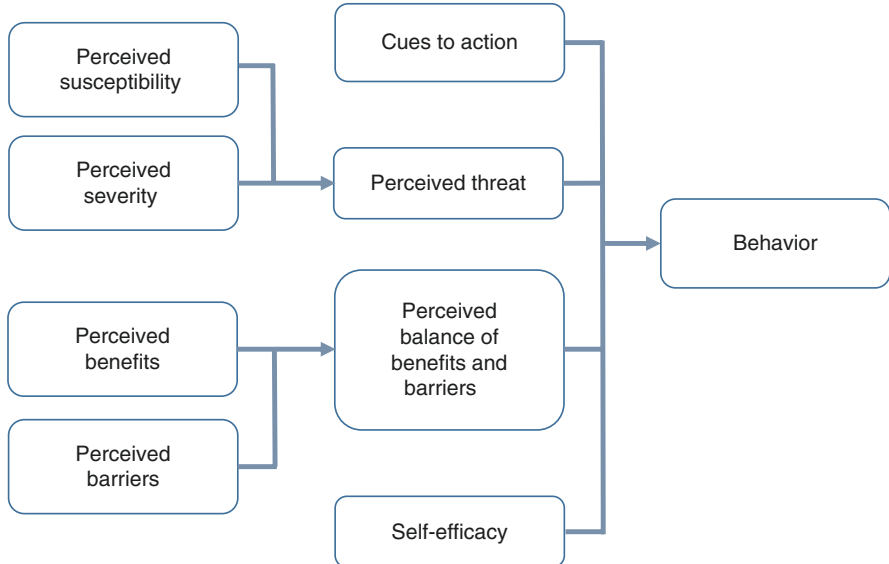 Perceived
susceptibility
Perceived
severity
Perceived
benefits
Perceived
barriers
Cues to action
Perceived threat
Perceived
balance of
benefits and
barriers
Self-efficacy
Behavior